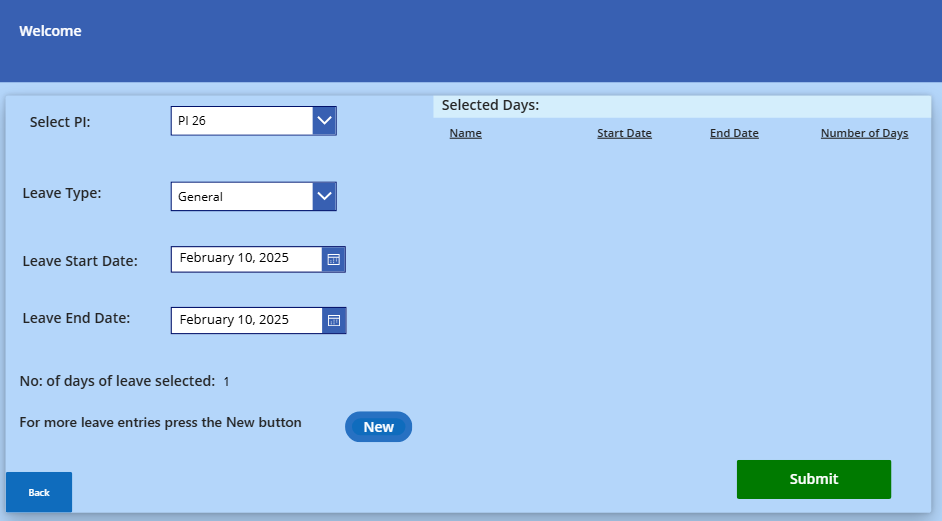 Welcome
Select PI:
PI 26
Leave Type:
General
Leave Start Date:
February 10, 2025
Leave End Date:
February 10, 2025
No: of days of leave selected: 1
For more leave entries press the New button
New
Back
Selected Days:
Name Start Date End Date Number of Days
Submit